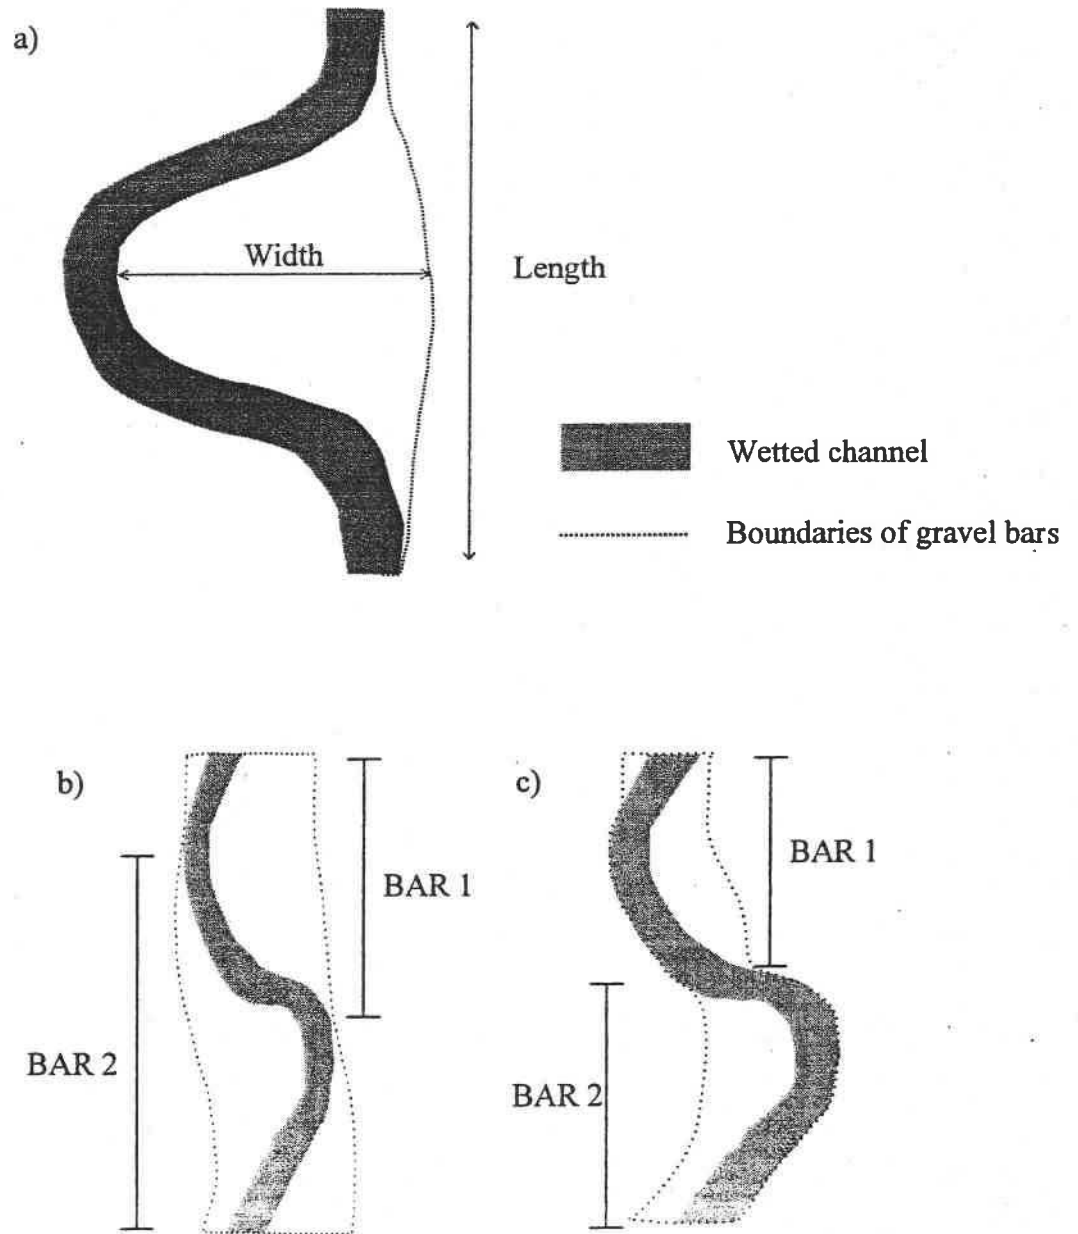 a)
Width
Length
Wetted channel
Boundaries of gravel bars
b)
c)
BAR 1
BAR 1
BAR 2
BAR 2